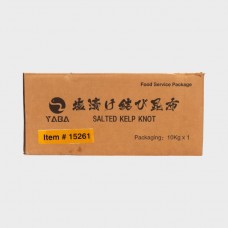 Food Service Package
塩漬け結び昆布
YABA
SALTED KELP KNOT
Item # 15261
Packaging: 10Kg x 1